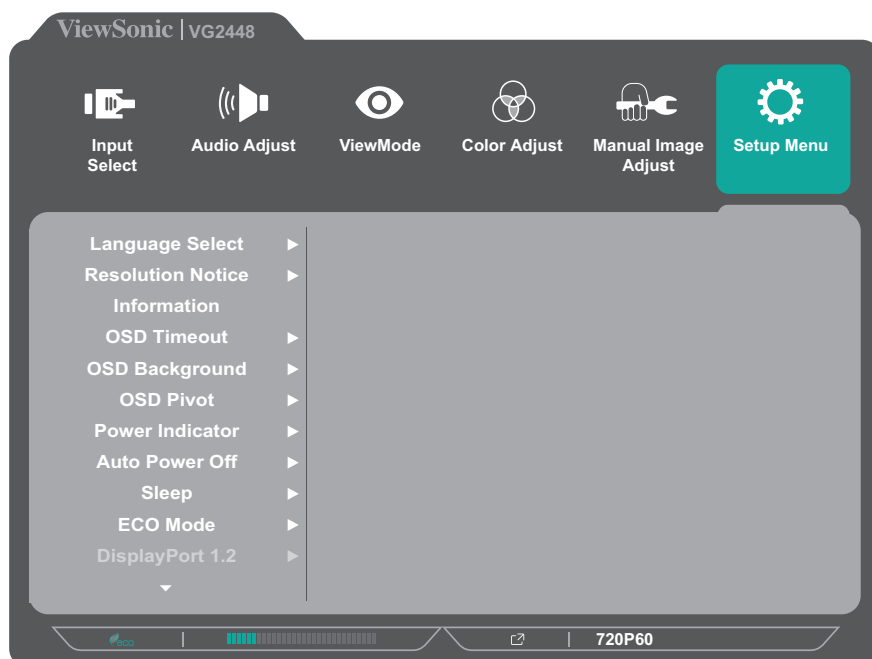 ViewSonic | VG2448
Input Select
Audio Adjust
ViewMode
Color Adjust
Manual Image Adjust
Setup Menu
Language Select
Resolution Notice
Information
OSD Timeout
OSD Background
OSD Pivot
Power Indicator
Auto Power Off
Sleep
ECO Mode
DisplayPort 1.2
eco
720P60